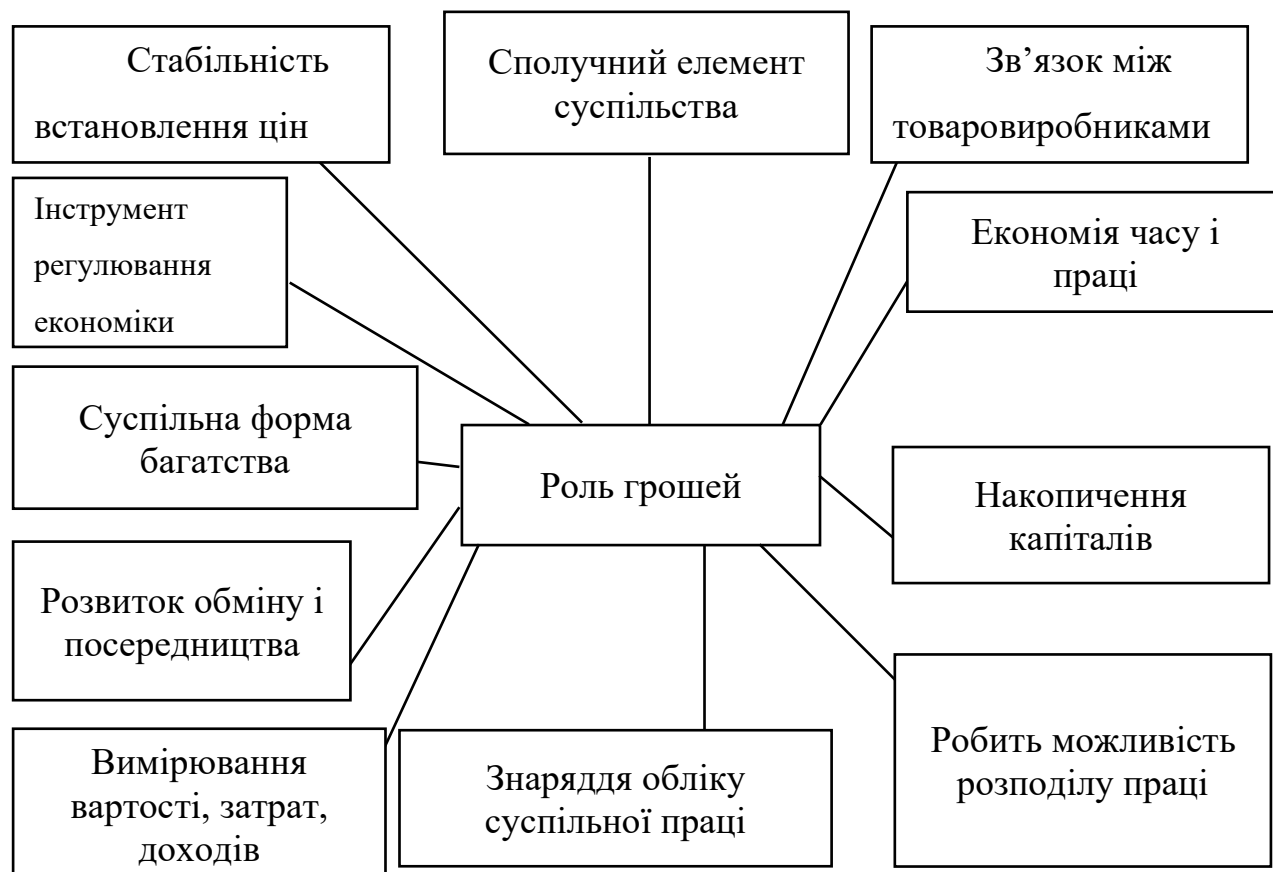 Стабільність
встановлення цін
Сполучний елемент
суспільства
Зв’язок між
товаровиробниками
Інструмент
регулювання
економіки
Економія часу і
праці
Суспільна форма
багатства
Роль грошей
Накопичення
капіталів
Розвиток обміну і
посередництва
Робить можливість
розподілу праці
Вимірювання
вартості, затрат,
доходів
Знаряддя обліку
суспільної праці